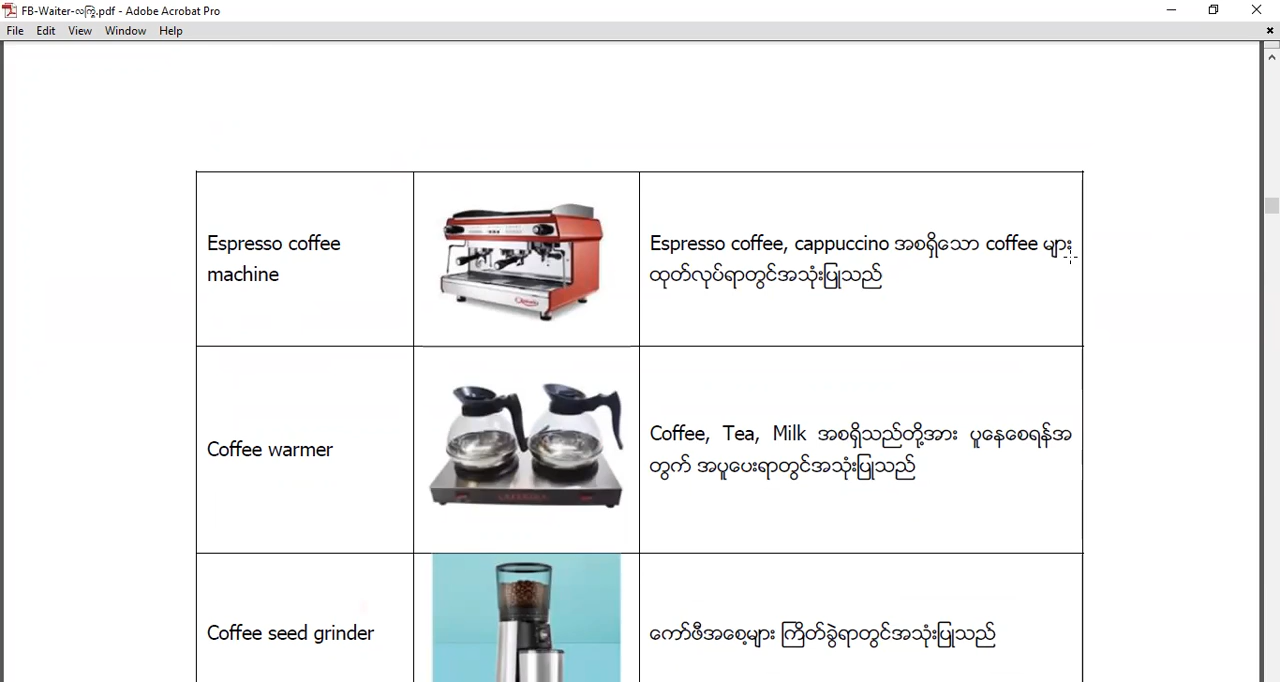 FB-Waiter-လကြွ.pdf - Adobe Acrobat Pro
File Edit View Window Help
Espresso coffee
machine
Espresso coffee, cappuccino အစရှိသော coffee များ
ထုတ်လုပ်ရာတွင်အသုံးပြုသည်
Coffee warmer
Coffee, Tea, Milk အစရှိသည်တို့အား ပူနေစေရန်အ
တွက် အပူပေးရာတွင်အသုံးပြုသည်
Coffee seed grinder
ကော်ဖီအစေ့များ ကြိတ်ခွဲရာတွင်အသုံးပြုသည်